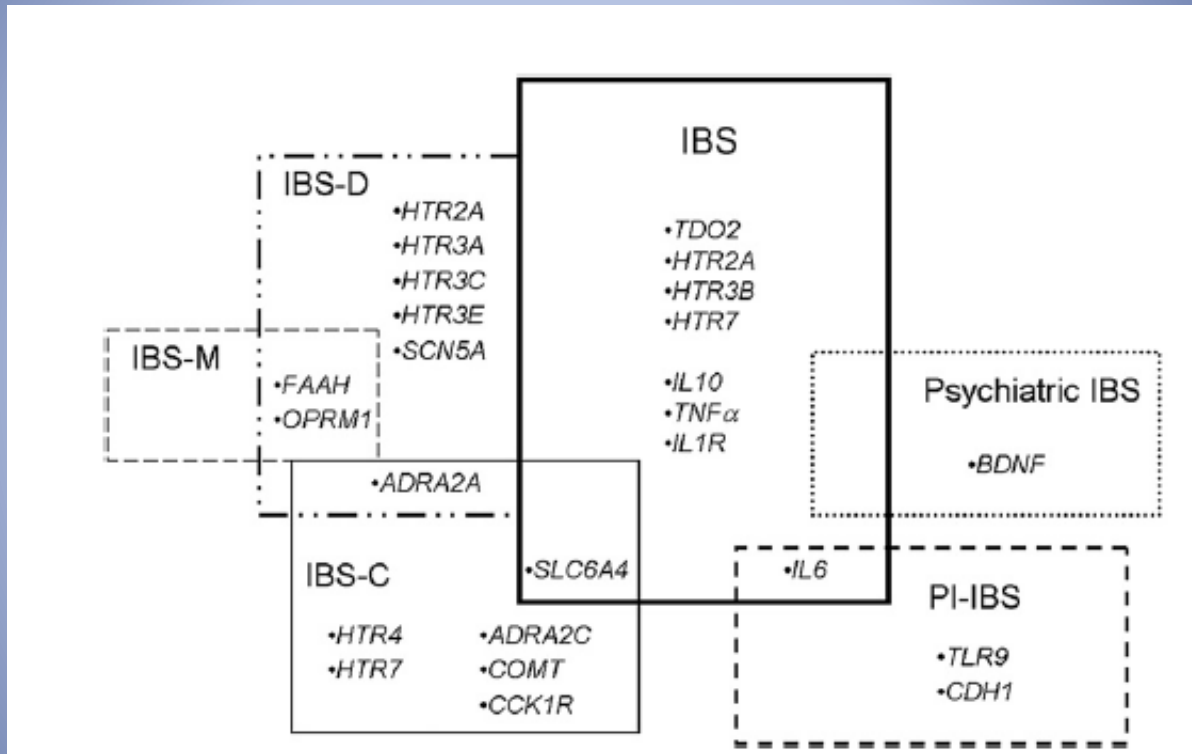 IBS
IBS-D
•HTR2A
•HTR3A
•HTR3C
•HTR3E
•SCN5A
•TDO2
•HTR2A
•HTR3B
•HTR7
•IL10
•TNFα
•IL1R
IBS-M
•FAAH
•OPRM1
Psychiatric IBS
•BDNF
•ADRA2A
IBS-C
•SLC6A4
•HTR4
•HTR7
•ADRA2C
•COMT
•CCK1R
•IL6
PI-IBS
•TLR9
•CDH1